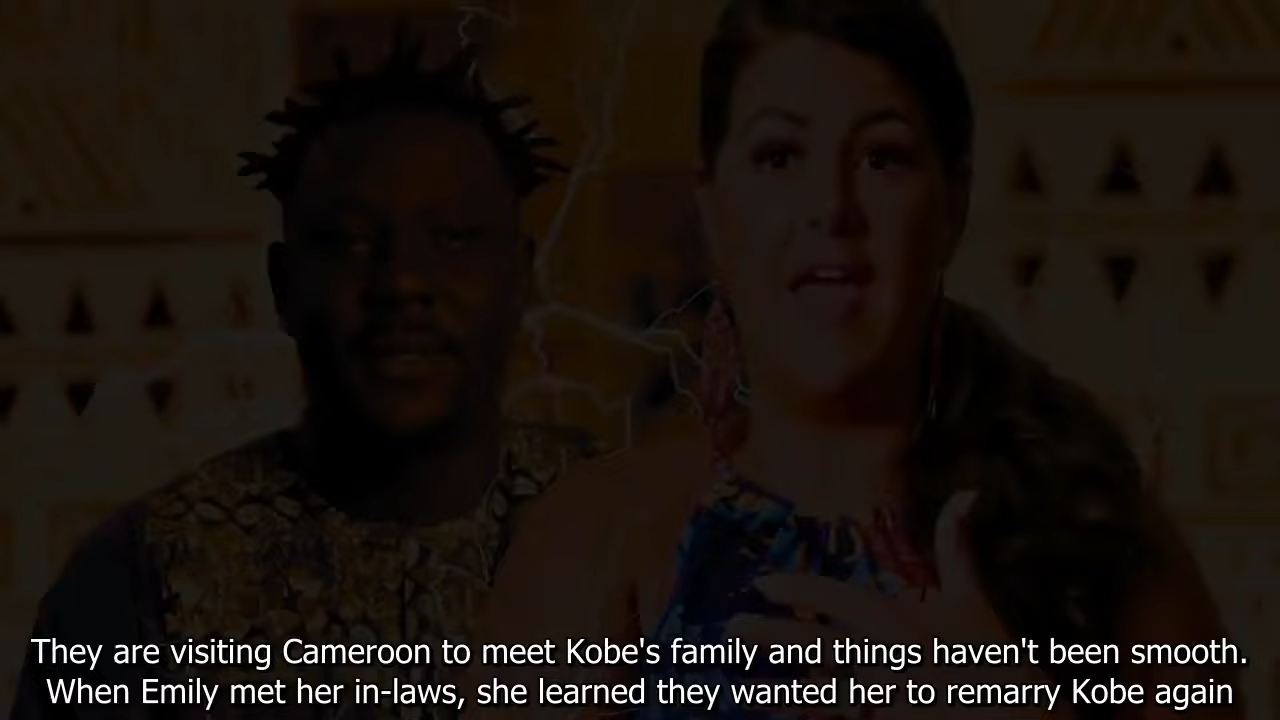 They are visiting Cameroon to meet Kobe's family and things haven't been smooth.
When Emily met her in-laws, she learned they wanted her to remarry Kobe again